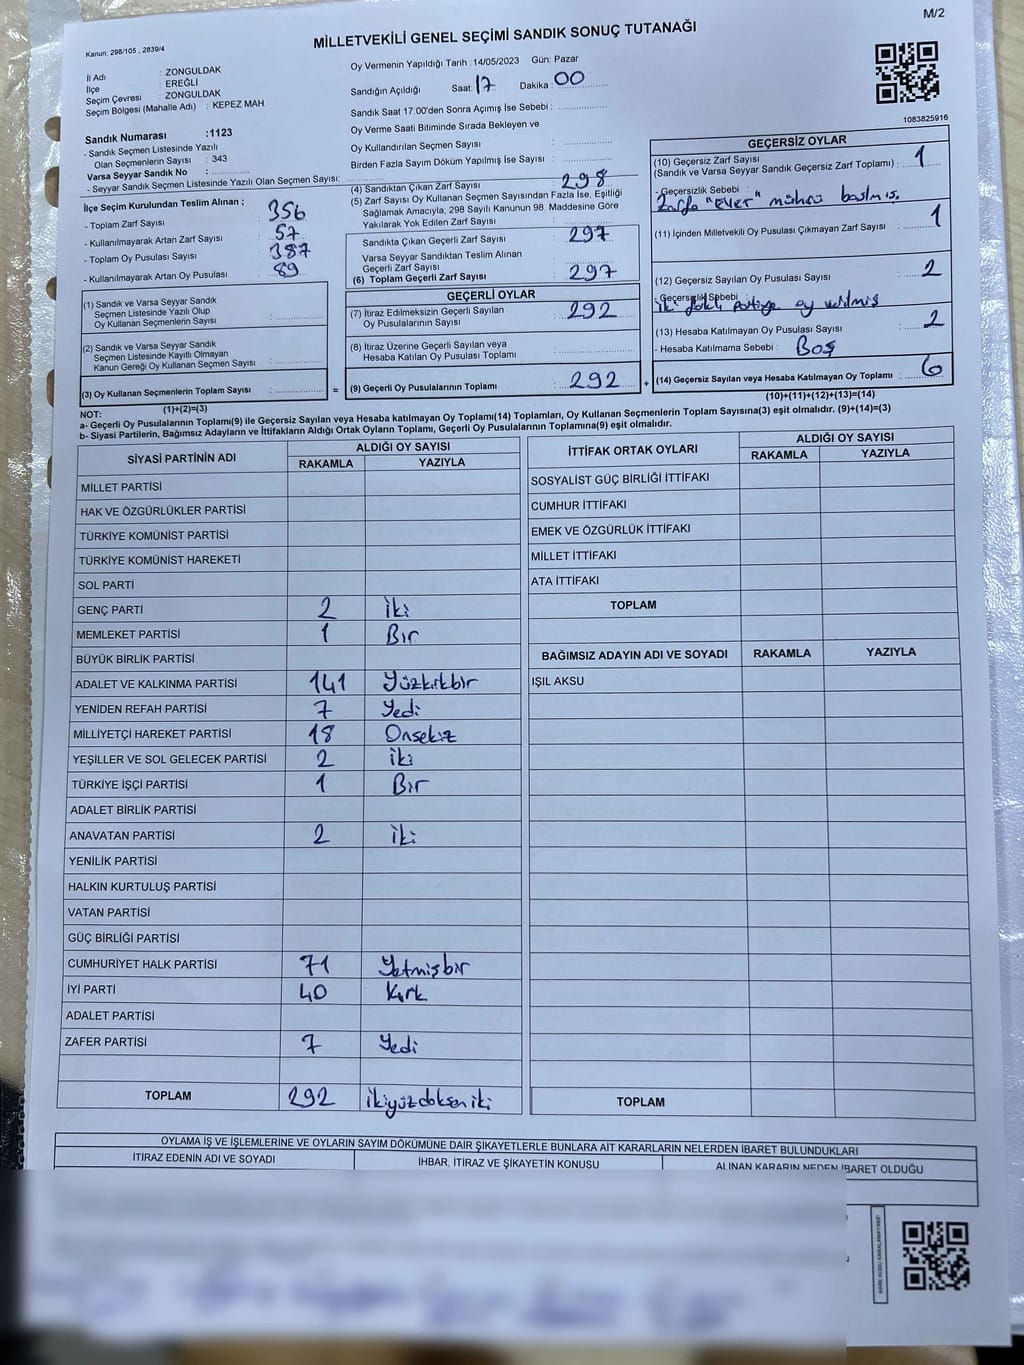 M/2
Kanun: 298/105 , 2839/4
MİLLETVEKİLİ GENEL SEÇİMİ SANDIK SONUÇ TUTANAĞI
İl Adı : ZONGULDAK
İlçe : EREĞLİ
Seçim Çevresi : ZONGULDAK
Seçim Bölgesi (Mahalle Adı) : KEPEZ MAH.
Sandık Numarası :1123
- Sandık Seçmen Listesinde Yazılı
Olan Seçmenlerin Sayısı : 343
Varsa Seyyar Sandık No :
- Seyyar Sandık Seçmen Listesinde Yazılı Olan Seçmen Sayısı:
Oy Vermenin Yapıldığı Tarih :14/05/2023 Gün: Pazar
Sandığın Açıldığı Saat: 17 Dakika: 00
Sandık Saat 17:00'den Sonra Açımış İse Sebebi :
Oy Verme Saati Bitiminde Sırada Bekleyen ve
Oy Kullandırılan Seçmen Sayısı :
Birden Fazla Sayım Döküm Yapılmış İse Sayısı :
1083825916
İlçe Seçim Kurulundan Teslim Alınan ;
- Toplam Zarf Sayısı : 356
- Kullanılmayarak Artan Zarf Sayısı : 57
- Toplam Oy Pusulası Sayısı : 387
- Kullanılmayarak Artan Oy Pusulası : 89
(1) Sandık ve Varsa Seyyar Sandık
Seçmen Listesinde Yazılı Olup
Oy Kullanan Seçmenlerin Sayısı :
(2) Sandık ve Varsa Seyyar Sandık
Seçmen Listesinde Kayıtlı Olmayan
Kanun Gereği Oy Kullanan Seçmen Sayısı :
(3) Oy Kullanan Seçmenlerin Toplam Sayısı :
(1)+(2)=(3)
(4) Sandıktan Çıkan Zarf Sayısı : 298
(5) Zarf Sayısı Oy Kullanan Seçmen Sayısından Fazla İse, Eşitliği
Sağlamak Amacıyla; 298 Sayılı Kanunun 98. Maddesine Göre
Yakılarak Yok Edilen Zarf Sayısı :
Sandıkta Çıkan Geçerli Zarf Sayısı : 297
Varsa Seyyar Sandıktan Teslim Alınan
Geçerli Zarf Sayısı :
(6) Toplam Geçerli Zarf Sayısı : 297
GEÇERLİ OYLAR
(7) İtiraz Edilmeksizin Geçerli Sayılan
Oy Pusulalarının Sayısı : 292
(8) İtiraz Üzerine Geçerli Sayılan veya
Hesaba Katılan Oy Pusulası Toplamı :
= (9) Geçerli Oy Pusulalarının Toplamı : 292 +
GEÇERSİZ OYLAR
(10) Geçersiz Zarf Sayısı
(Sandık ve Varsa Seyyar Sandık Geçersiz Zarf Toplamı) : 1
- Geçersizlik Sebebi :
Zarfa "EVET" mührü basılmış.
(11) İçinden Milletvekili Oy Pusulası Çıkmayan Zarf Sayısı : 1
(12) Geçersiz Sayılan Oy Pusulası Sayısı : 2
- Geçersizlik Sebebi :
iki farklı partiye oy verilmiş
(13) Hesaba Katılmayan Oy Pusulası Sayısı : 2
- Hesaba Katılmama Sebebi : Boş
(14) Geçersiz Sayılan veya Hesaba Katılmayan Oy Toplamı : 6
(10)+(11)+(12)+(13)=(14)
NOT:
a- Geçerli Oy Pusulasının Toplamı(9) ile Geçersiz Sayılan veya Hesaba katılmayan Oy Toplamı(14) Toplamları, Oy Kullanan Seçmenlerin Toplam Sayısına(3) eşit olmalıdır. (9)+(14)=(3)
b- Siyasi Partilerin, Bağımsız Adayların ve İttifakların Aldığı Ortak Oyların Toplamı, Geçerli Oy Pusulalarının Toplamına(9) eşit olmalıdır.
SİYASİ PARTİNİN ADI ALDIĞI OY SAYISI
RAKAMLA YAZIYLA
MİLLET PARTİSİ
HAK VE ÖZGÜRLÜKLER PARTİSİ
TÜRKİYE KOMÜNİST PARTİSİ
TÜRKİYE KOMÜNİST HAREKETİ
SOL PARTİ
GENÇ PARTİ 2 iki
MEMLEKET PARTİSİ 1 Bir
BÜYÜK BİRLİK PARTİSİ
ADALET VE KALKINMA PARTİSİ 141 Yüzkırkbir
YENİDEN REFAH PARTİSİ 7 Yedi
MİLLİYETÇİ HAREKET PARTİSİ 18 Onsekiz
YEŞİLLER VE SOL GELECEK PARTİSİ 2 iki
TÜRKİYE İŞÇİ PARTİSİ 1 Bir
ADALET BİRLİK PARTİSİ
ANAVATAN PARTİSİ 2 iki
YENİLİK PARTİSİ
HALKIN KURTULUŞ PARTİSİ
VATAN PARTİSİ
GÜÇ BİRLİĞİ PARTİSİ
CUMHURİYET HALK PARTİSİ 71 Yetmişbir
İYİ PARTİ 40 Kırk
ADALET PARTİSİ
ZAFER PARTİSİ 7 Yedi
TOPLAM 292 ikiyüzdoksaniki
İTTİFAK ORTAK OYLARI ALDIĞI OY SAYISI
RAKAMLA YAZIYLA
SOSYALİST GÜÇ BİRLİĞİ İTTİFAKI
CUMHUR İTTİFAKI
EMEK VE ÖZGÜRLÜK İTTİFAKI
MİLLET İTTİFAKI
ATA İTTİFAKI
TOPLAM
BAĞIMSIZ ADAYIN ADI VE SOYADI RAKAMLA YAZIYLA
IŞIL AKSU
TOPLAM
OYLAMA İŞ VE İŞLEMLERİNE VE OYLARIN SAYIM DÖKÜMÜNE DAİR ŞİKAYETLERLE BUNLARA AİT KARARLARIN NELERDEN İBARET BULUNDUKLARI
İTİRAZ EDENİN ADI VE SOYADI İHBAR, İTİRAZ VE ŞİKAYETİN KONUSU ALINAN KARARIN NEDEN İBARET OLDUĞU
KARE KODU KARALAMAYINIZ!